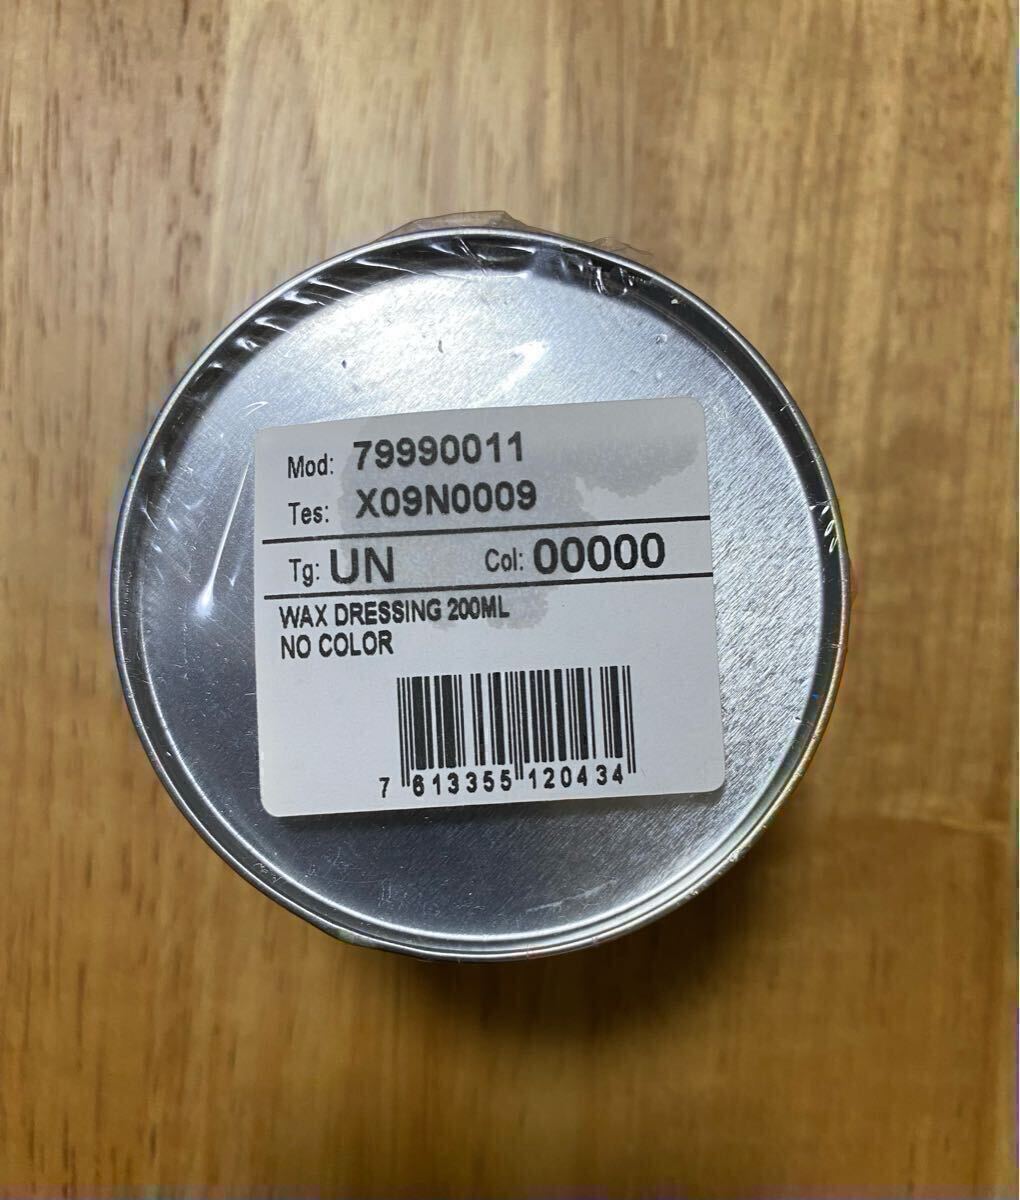 Mod: 79990011
Tes: X09N0009
Tg: UN Col: 00000
WAX DRESSING 200ML
NO COLOR
7 613355 120434